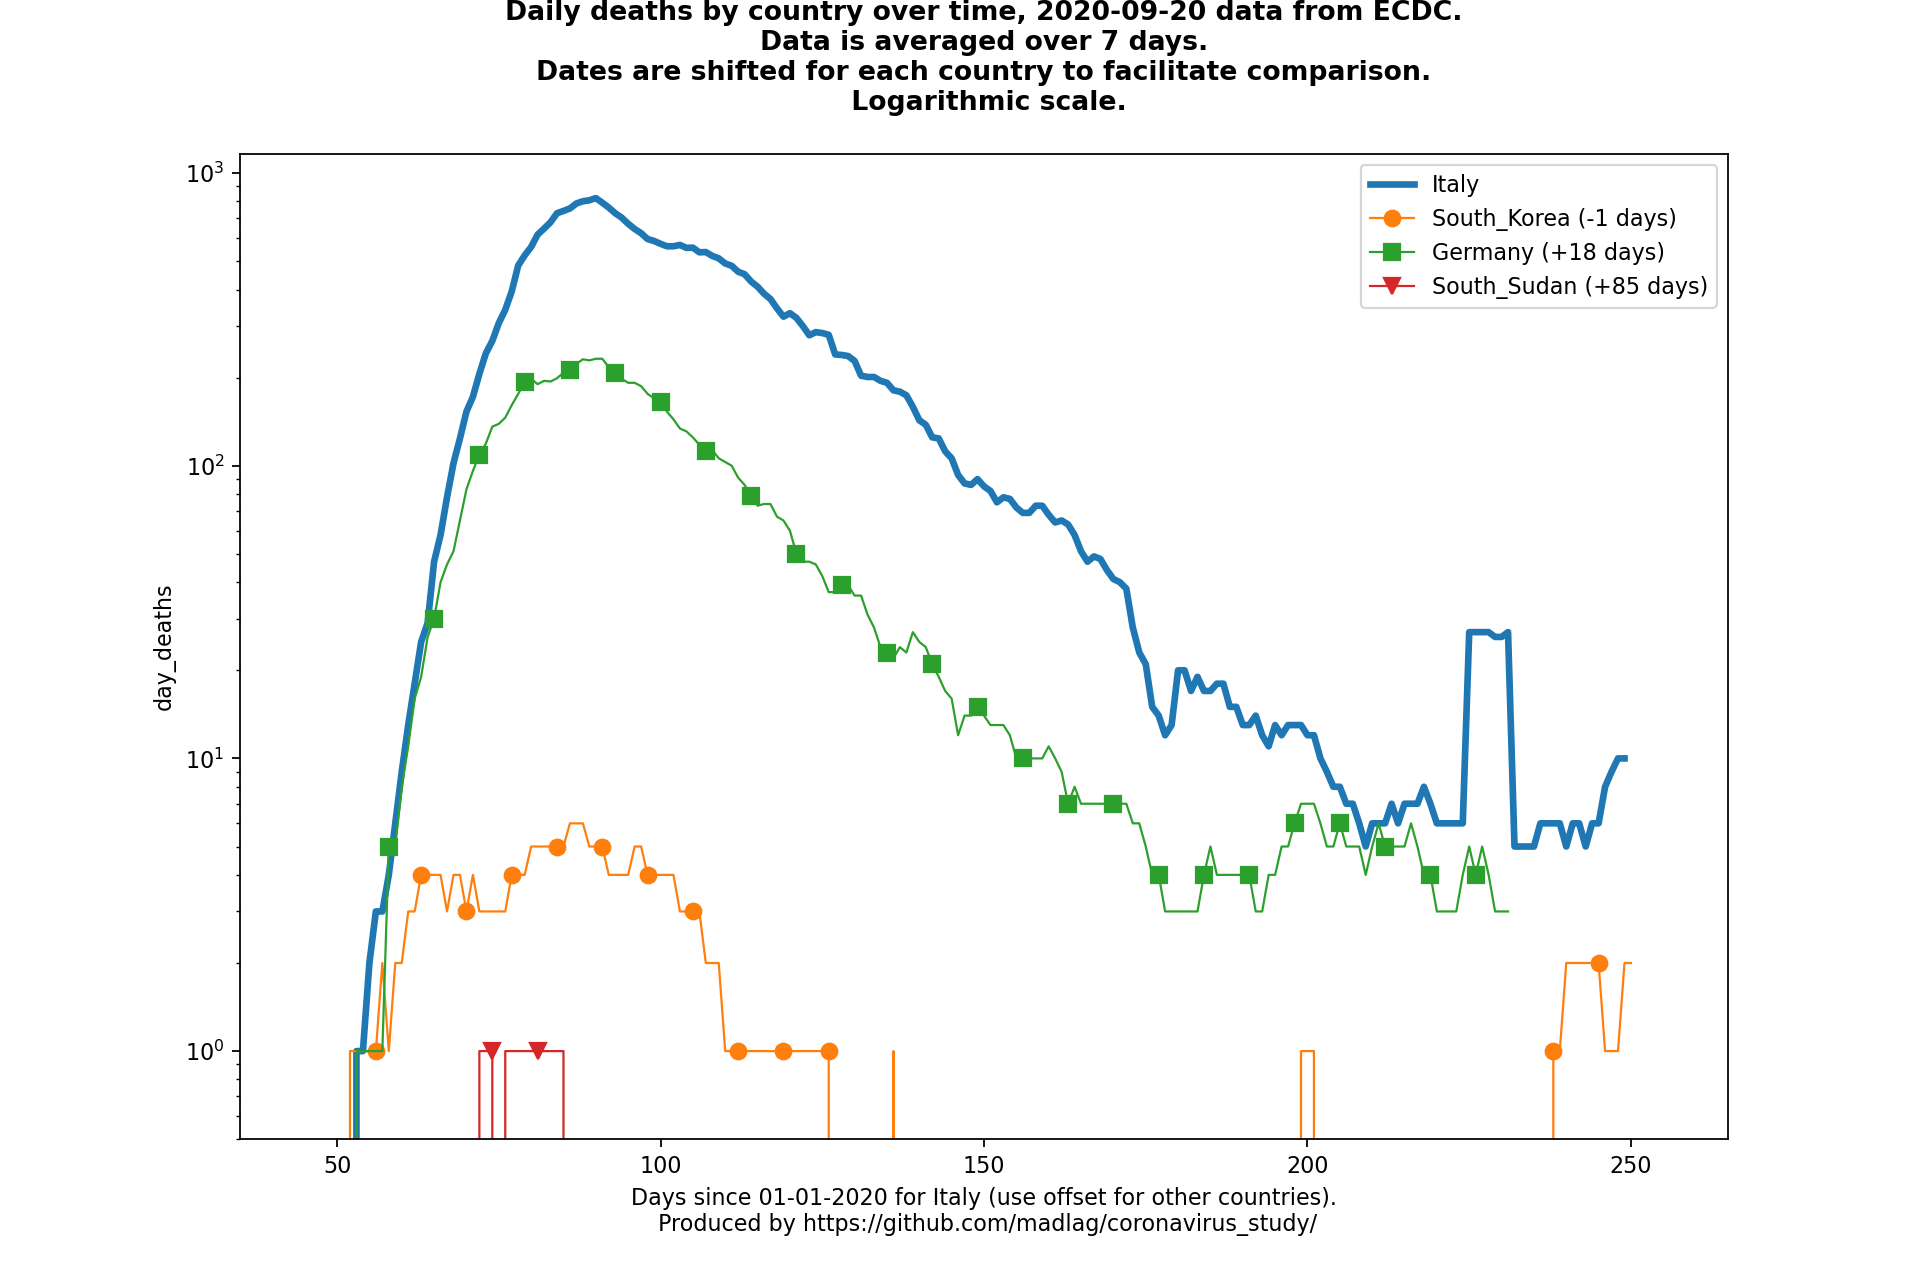 Daily deaths by country over time, 2020-09-20 data from ECDC.
Data is averaged over 7 days.
Dates are shifted for each country to facilitate comparison.
Logarithmic scale.
10³
10²
10¹
10⁰
day_deaths
Italy
South_Korea (-1 days)
Germany (+18 days)
South_Sudan (+85 days)
50 100 150 200 250
Days since 01-01-2020 for Italy (use offset for other countries).
Produced by https://github.com/madlag/coronavirus_study/